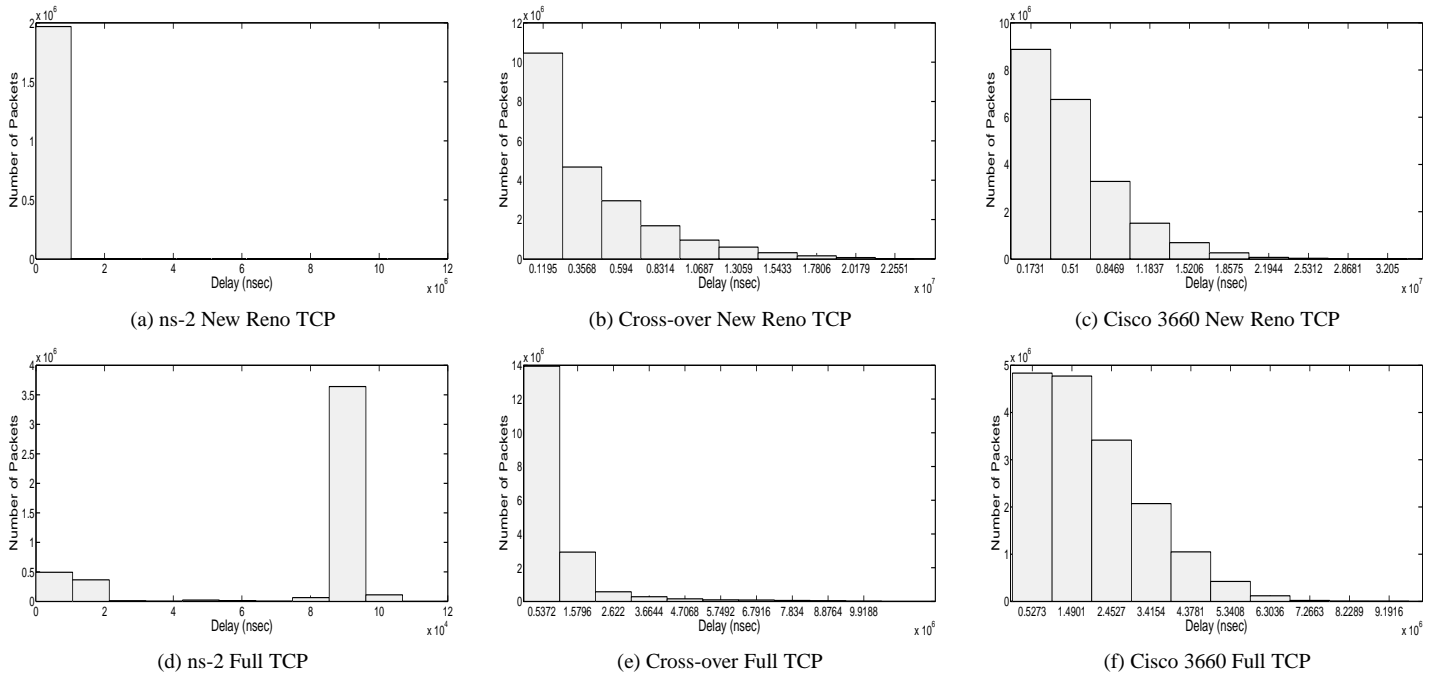 x 10^6
2
1.5
1
0.5
0
Number of Packets
0 2 4 6 8 10 12
Delay (nsec)
x 10^6
(a) ns-2 New Reno TCP
x 10^6
12
10
8
6
4
2
0
Number of Packets
0.1195 0.3568 0.594 0.8314 1.0687 1.3059 1.5433 1.7806 2.0179 2.2551
Delay (nsec)
x 10^7
(b) Cross-over New Reno TCP
x 10^6
10
8
6
4
2
0
Number of Packets
0.1731 0.51 0.8469 1.1837 1.5206 1.8575 2.1944 2.5312 2.8681 3.205
Delay (nsec)
x 10^7
(c) Cisco 3660 New Reno TCP
x 10^6
4
3.5
3
2.5
2
1.5
1
0.5
0
Number of Packets
0 2 4 6 8 10 12
Delay (nsec)
x 10^4
(d) ns-2 Full TCP
x 10^6
14
12
10
8
6
4
2
0
Number of Packets
0.5372 1.5796 2.622 3.6644 4.7068 5.7492 6.7916 7.834 8.8764 9.9188
Delay (nsec)
x 10^6
(e) Cross-over Full TCP
x 10^6
5
4
3
2
1
0
Number of Packets
0.5273 1.4901 2.4527 3.4154 4.3781 5.3408 6.3036 7.2663 8.2289 9.1916
Delay (nsec)
x 10^6
(f) Cisco 3660 Full TCP